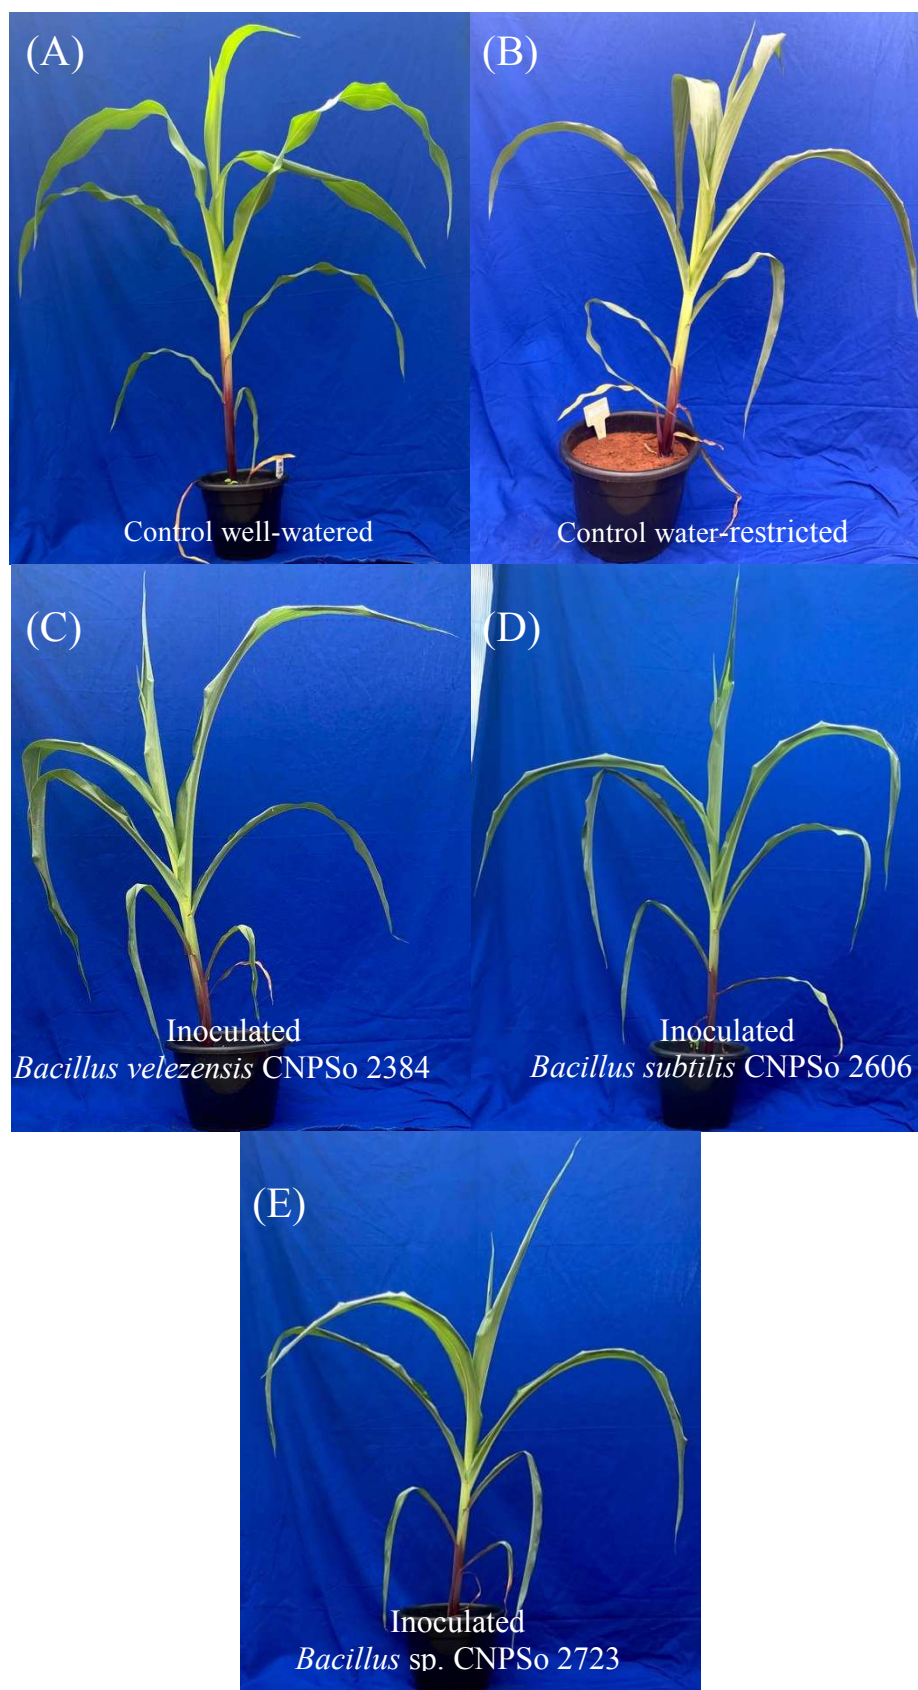 (A)
Control well-watered
(B)
Control water-restricted
(C)
Inoculated
Bacillus velezensis CNPSo 2384
(D)
Inoculated
Bacillus subtilis CNPSo 2606
(E)
Inoculated
Bacillus sp. CNPSo 2723